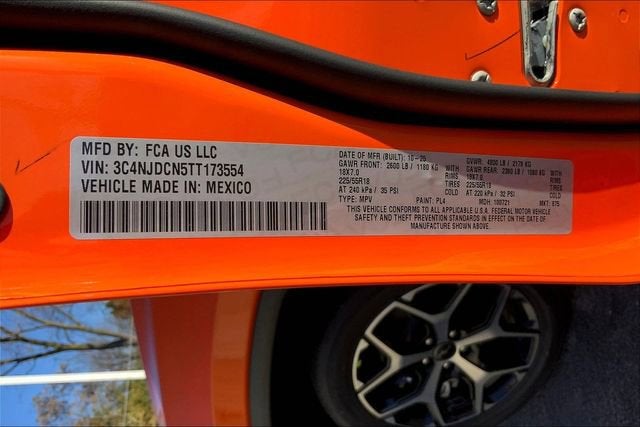 MFD BY: FCA US LLC
VIN: 3C4NJDCN5TT173554
VEHICLE MADE IN: MEXICO
DATE OF MFR (BUILT): 10-25 GVWR: 4800 LB / 2178 KG
GAWR FRONT: 2600 LB / 1180 KG WITH GAWR REAR: 2380 LB / 1080 KG WITH
18X7.0 RIMS 18X7.0 RIMS
225/55R18 TIRES 225/55R18 TIRES
AT 240 kPa / 35 PSI COLD AT 220 kPa / 32 PSI COLD
TYPE: MPV PAINT: PL4 MDH: 100721 MKT: 975
THIS VEHICLE CONFORMS TO ALL APPLICABLE U.S.A. FEDERAL MOTOR VEHICLE
SAFETY AND THEFT PREVENTION STANDARDS IN EFFECT ON THE DATE OF
MANUFACTURE SHOWN ABOVE.